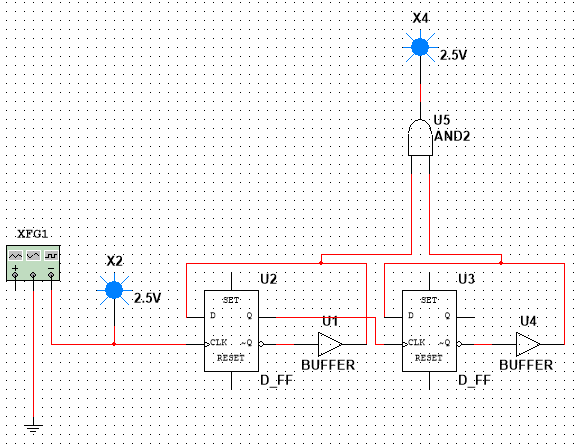 X4
2.5V
U5
AND2
XFG1
X2
2.5V
U2
SET
D Q
CLK ~Q
RESET
D_FF
U1
BUFFER
U3
SET
D Q
CLK ~Q
RESET
D_FF
U4
BUFFER